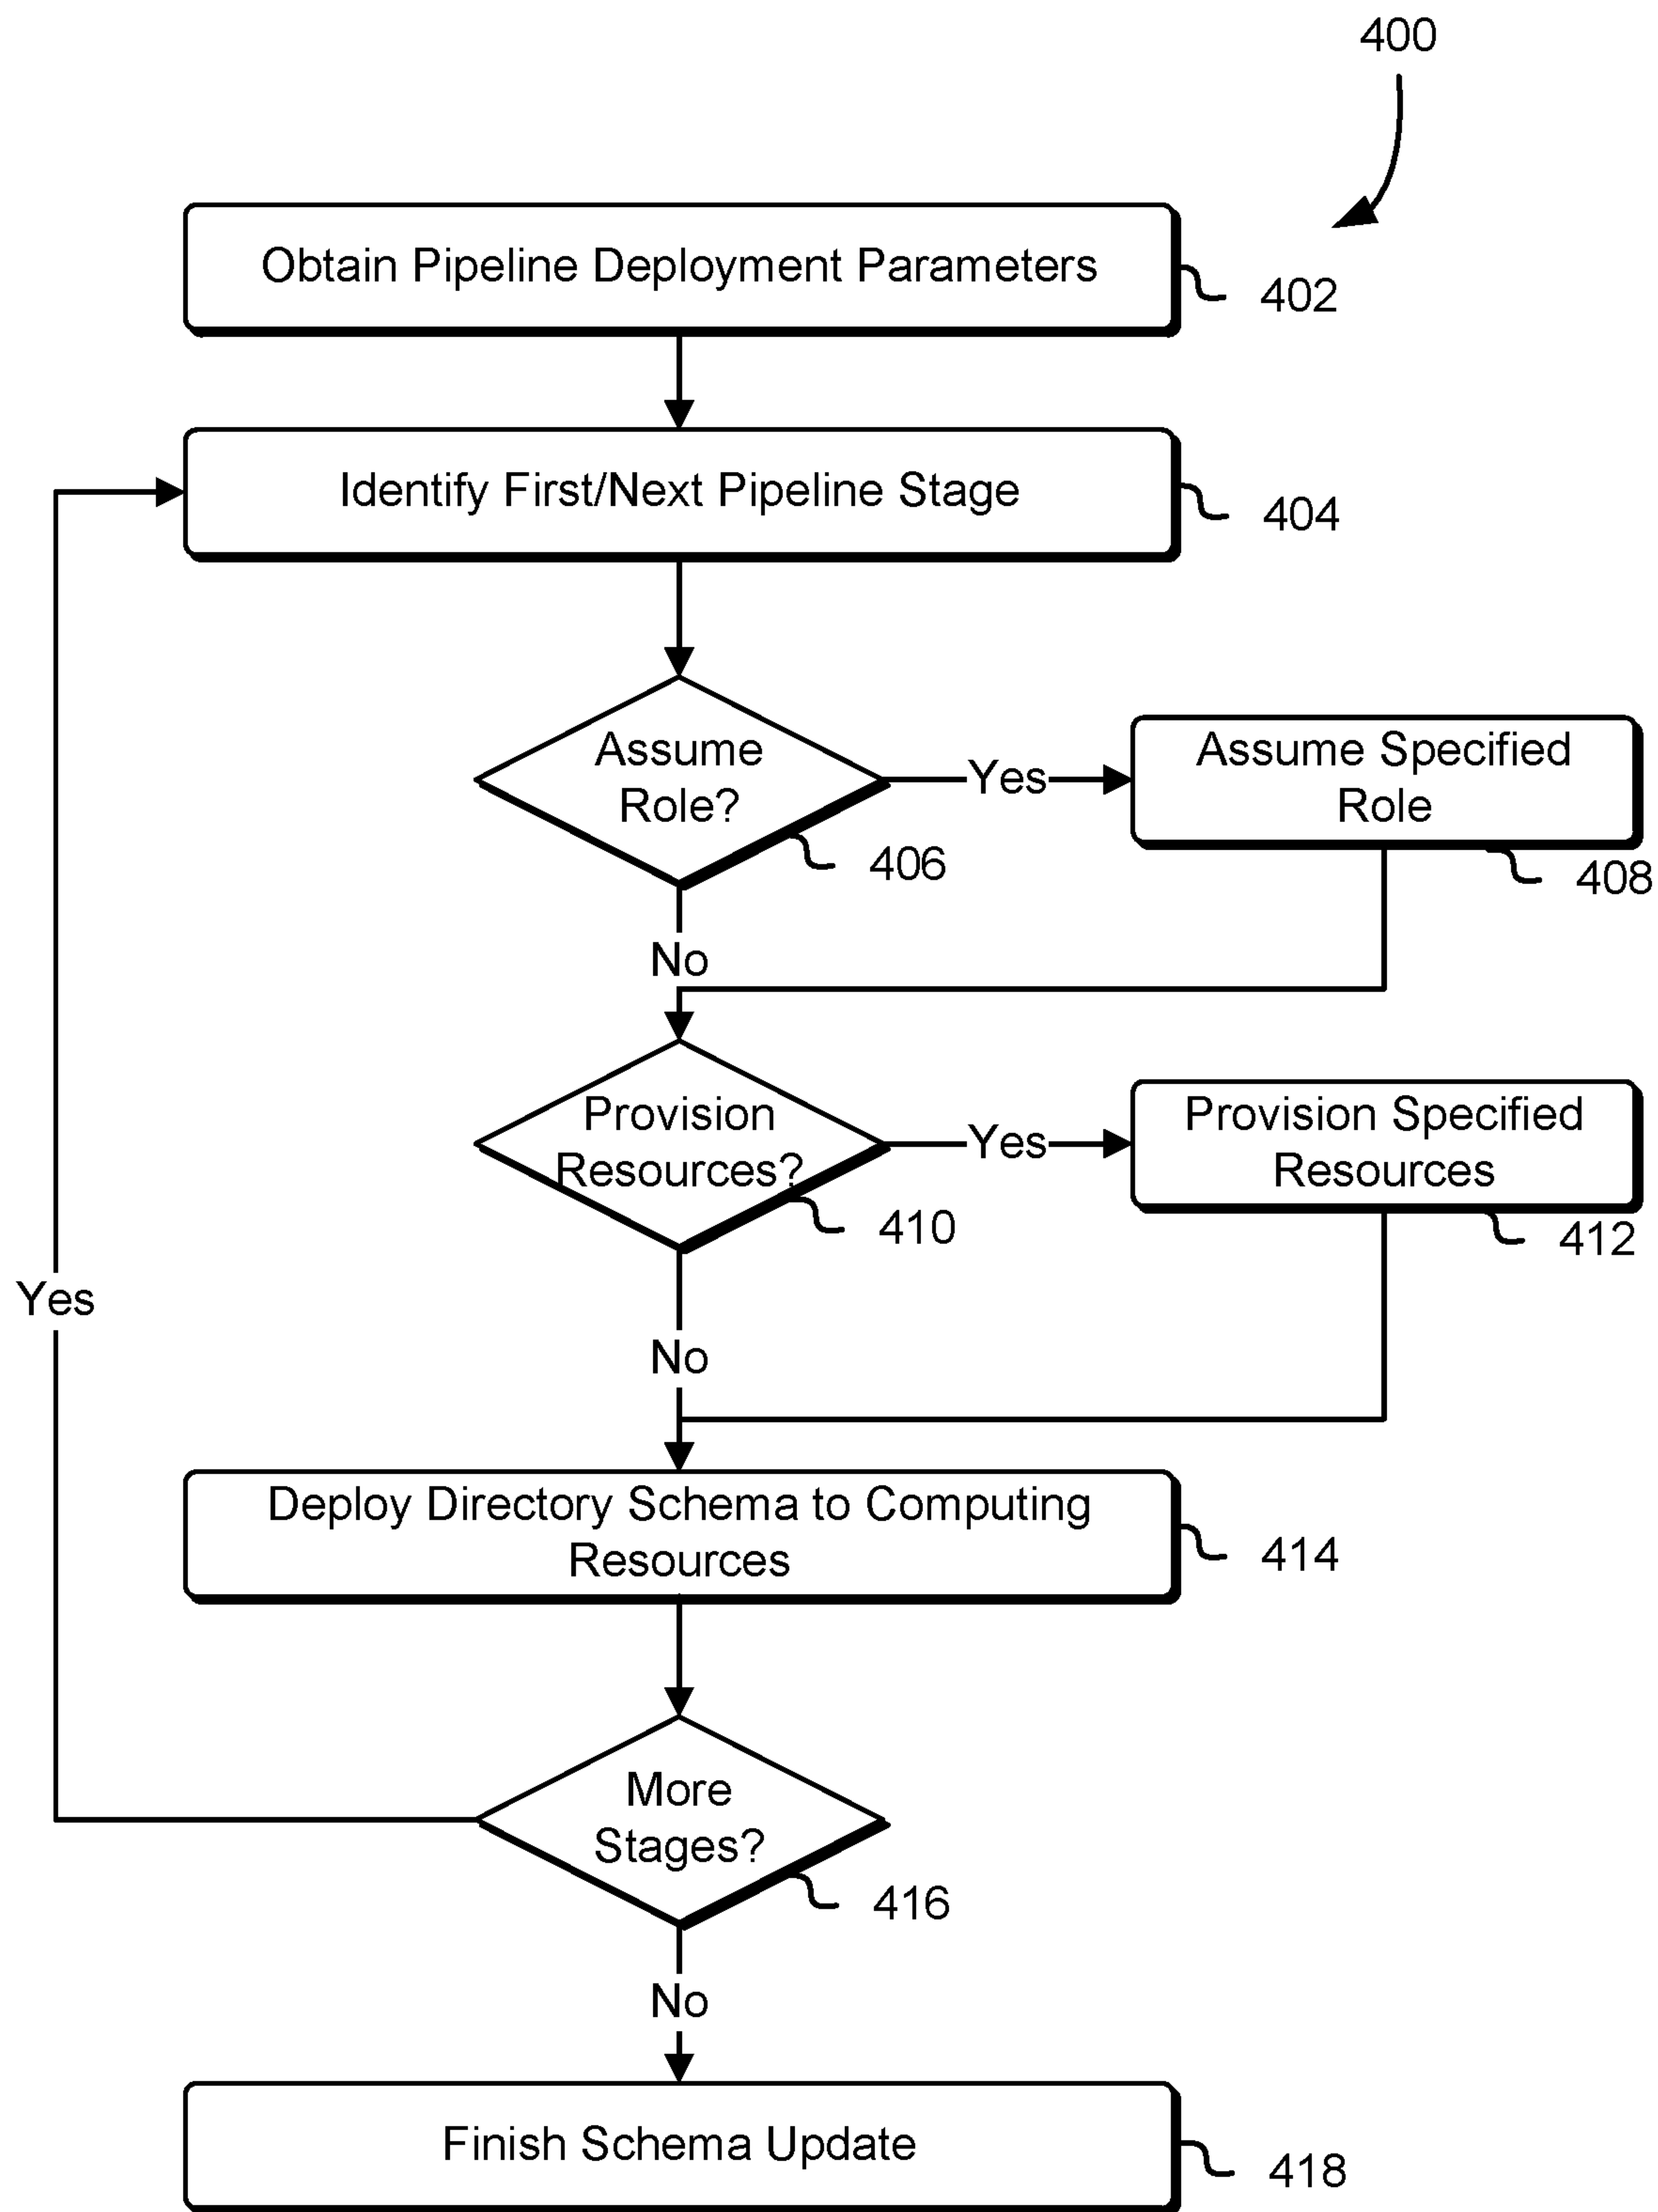 400
Obtain Pipeline Deployment Parameters
402
Identify First/Next Pipeline Stage
404
Assume
Role?
406
Yes
Assume Specified
Role
408
No
Provision
Resources?
410
Yes
Provision Specified
Resources
412
Yes
No
Deploy Directory Schema to Computing
Resources
414
More
Stages?
416
No
Finish Schema Update
418